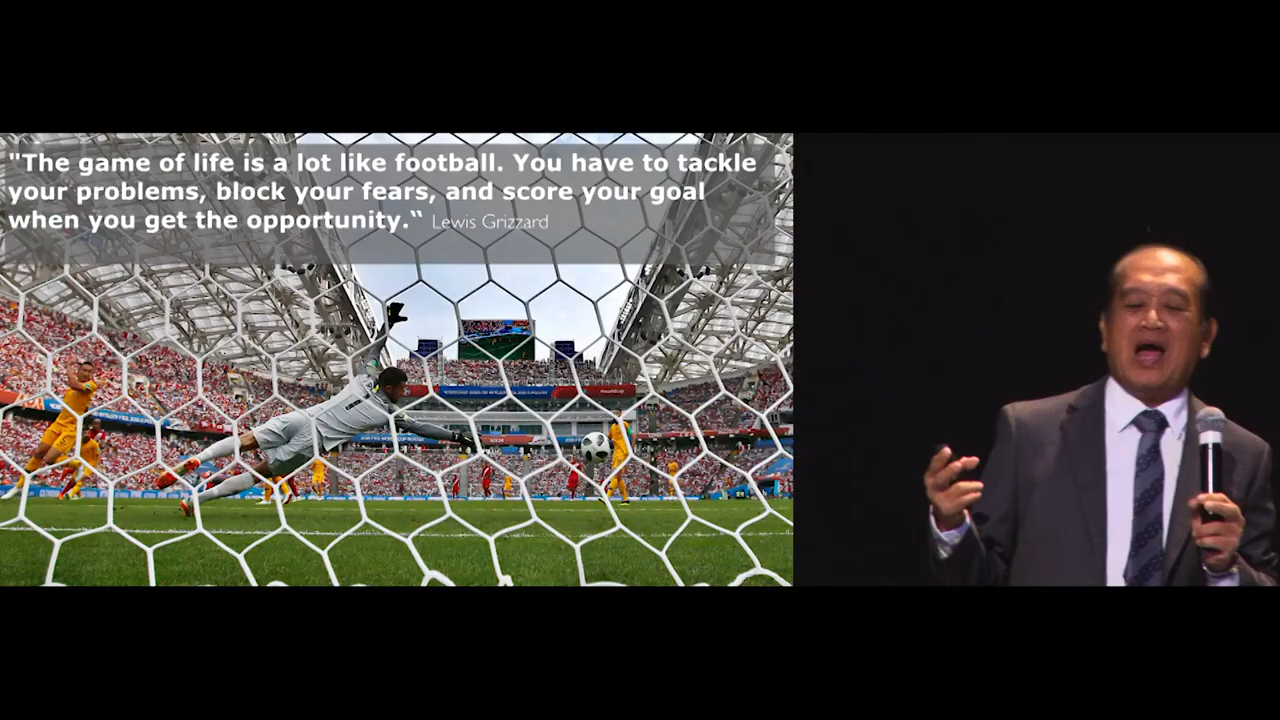 "The game of life is a lot like football. You have to tackle
your problems, block your fears, and score your goal
when you get the opportunity.“ Lewis Grizzard
1